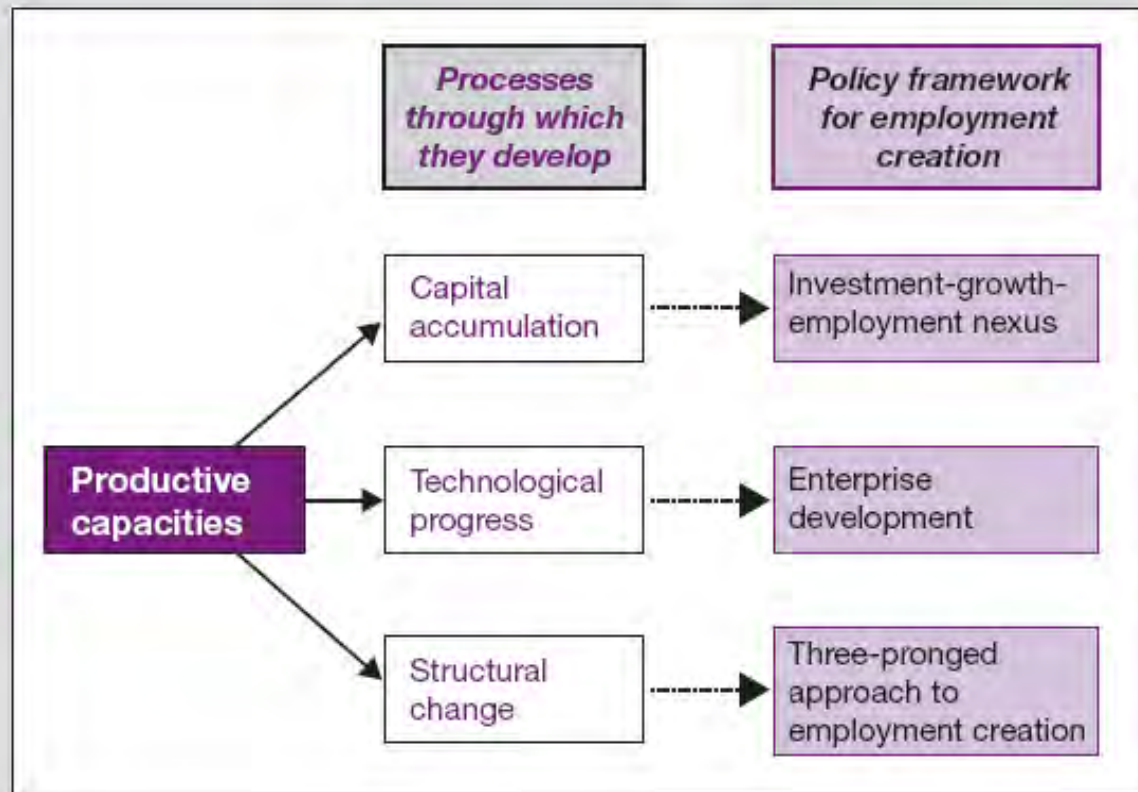 Processes
through which
they develop
Policy framework
for employment
creation
Capital
accumulation
Investment-growth-
employment nexus
Productive
capacities
Technological
progress
Enterprise
development
Structural
change
Three-pronged
approach to
employment creation